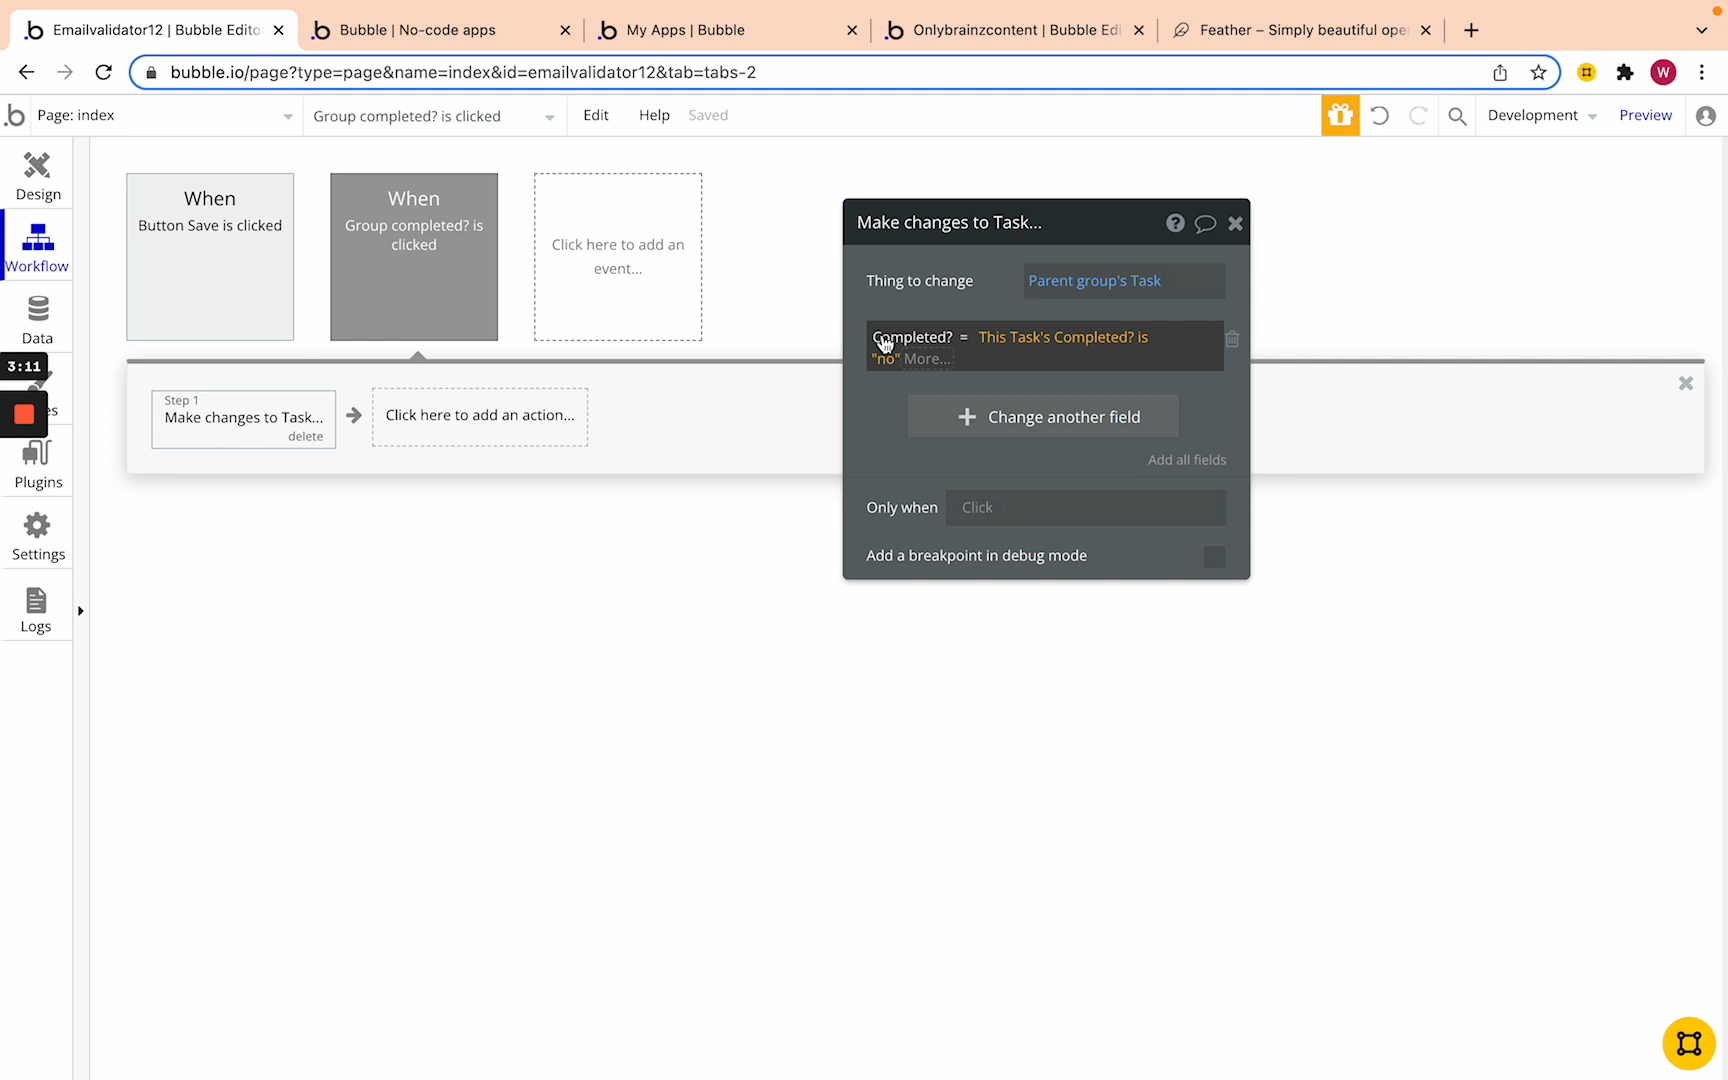 Emailvalidator12 | Bubble Edito
Bubble | No-code apps
My Apps | Bubble
Onlybrainzcontent | Bubble Edi
Feather – Simply beautiful ope
bubble.io/page?type=page&name=index&id=emailvalidator12&tab=tabs-2
W
Page: index
Group completed? is clicked
Edit
Help
Saved
Development
Preview
Design
Workflow
Data
3:11
es
Plugins
Settings
Logs
When
Button Save is clicked
When
Group completed? is
clicked
Click here to add an
event...
Step 1
Make changes to Task...
delete
Click here to add an action...
Make changes to Task...
Thing to change
Parent group's Task
Completed? = This Task's Completed? is
"no" More...
Change another field
Add all fields
Only when
Click
Add a breakpoint in debug mode